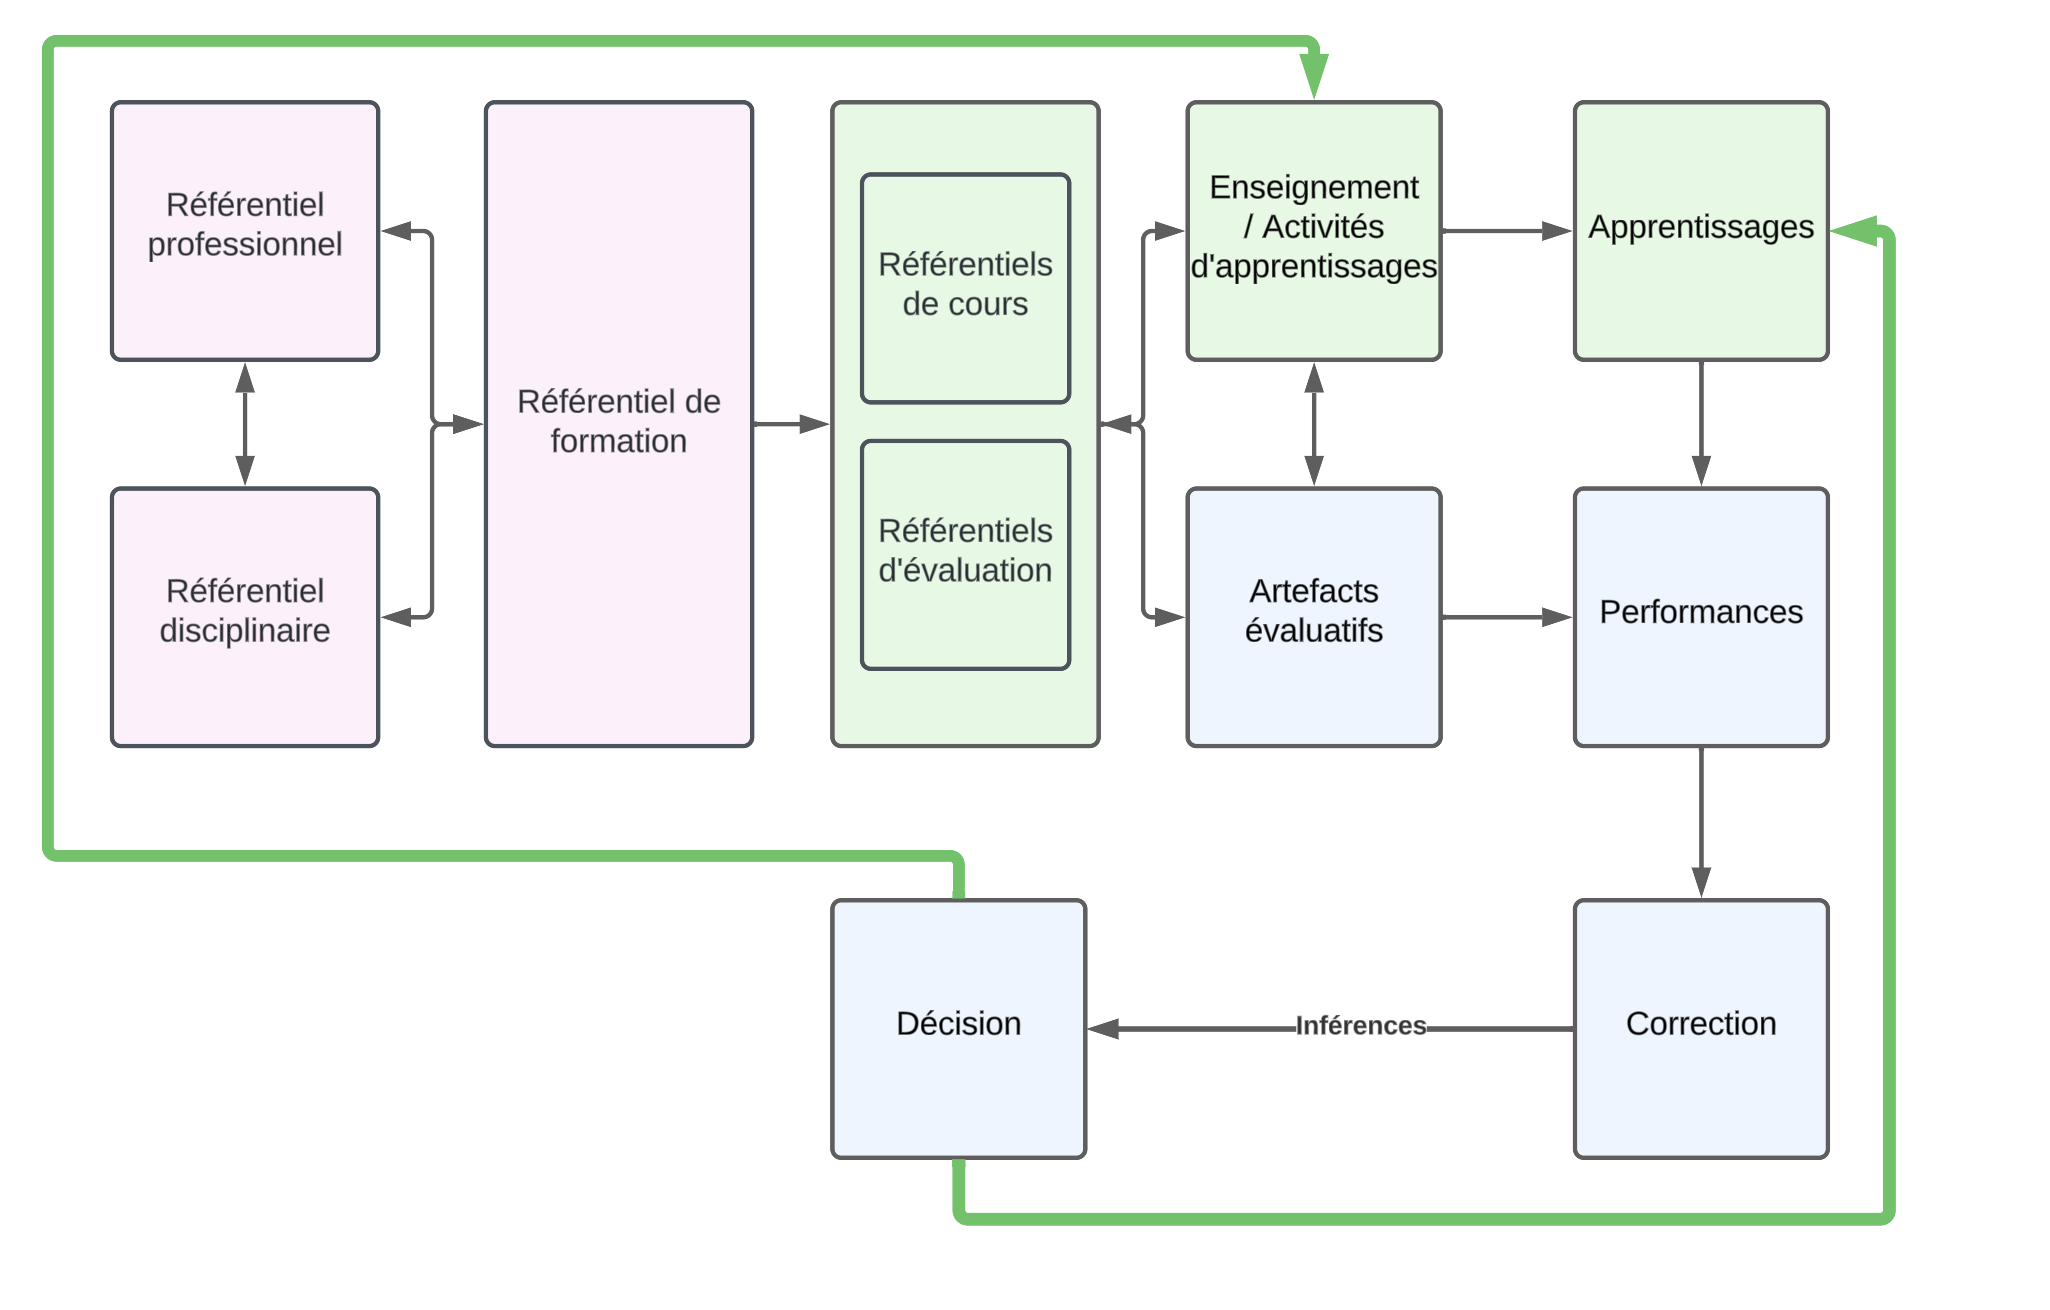 Référentiel
professionnel
Référentiel
disciplinaire
Référentiel de
formation
Référentiels
de cours
Référentiels
d'évaluation
Enseignement
/ Activités
d'apprentissages
Apprentissages
Artefacts
évaluatifs
Performances
Décision
Inférences
Correction